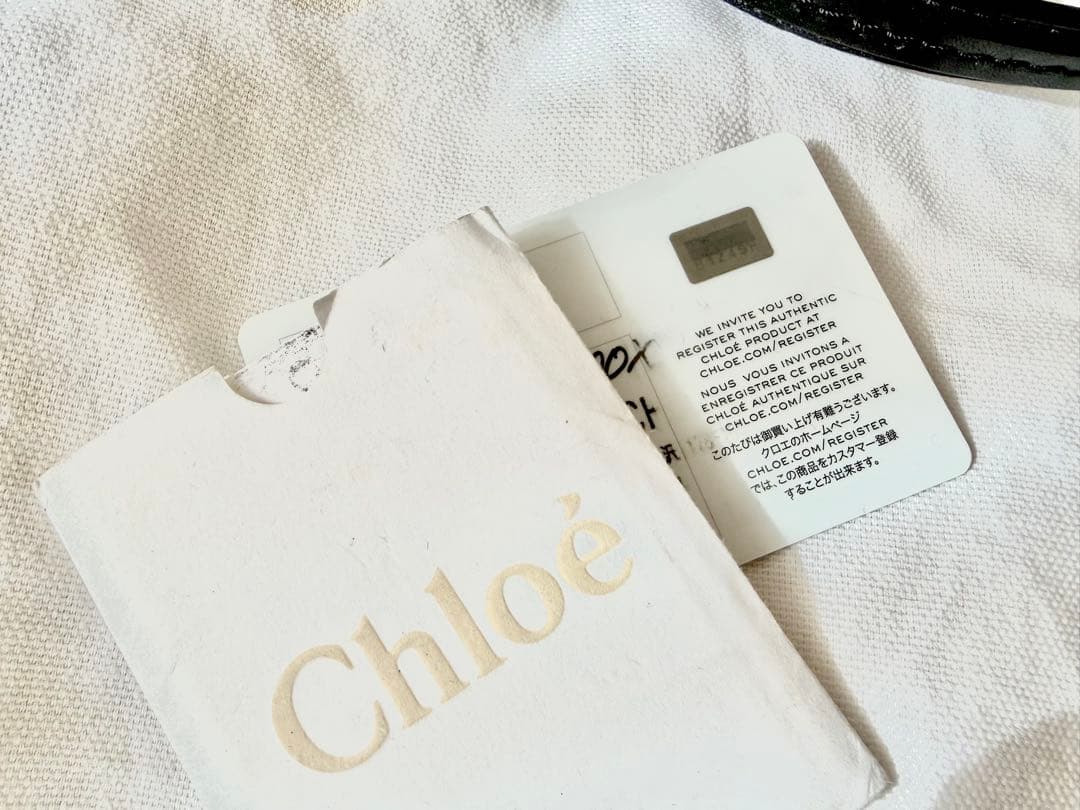 WE INVITE YOU TO
REGISTER THIS AUTHENTIC
CHLOÉ PRODUCT AT
CHLOE.COM/REGISTER
NOUS VOUS INVITONS A
ENREGISTRER CE PRODUIT
CHLOÉ AUTHENTIQUE SUR
CHLOE.COM/REGISTER
このたびは御買い上げ有難うございます。
クロエのホームページ
CHLOE.COM/REGISTER
では、この商品をカスタマー登録
することが出来ます。
Chloé